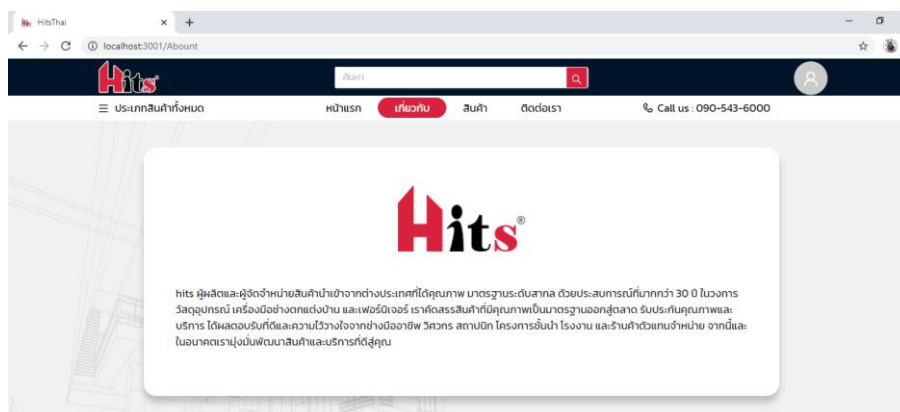 HitsThai
localhost:3001/Abount
Hits
ค้นหา
ประเภทสินค้าทั้งหมด หน้าแรก เกี่ยวกับ สินค้า ติดต่อเรา Call us : 090-543-6000
Hits®
hits ผู้ผลิตและผู้จัดจำหน่ายสินค้านำเข้าจากต่างประเทศที่ได้คุณภาพ มาตรฐานระดับสากล ด้วยประสบการณ์ที่มากกว่า 30 ปี ในวงการ
วัสดุอุปกรณ์ เครื่องมือช่างตกแต่งบ้าน และเฟอร์นิเจอร์ เราคัดสรรสินค้าที่มีคุณภาพเป็นมาตรฐานออกสู่ตลาด รับประกันคุณภาพและ
บริการ ได้ผลตอบรับที่ดีและความไว้วางใจจากช่างมืออาชีพ วิศวกร สถาปนิก โครงการชั้นนำ โรงงาน และร้านค้าตัวแทนจำหน่าย จากนี้และ
ในอนาคตเรามุ่งมั่นพัฒนาสินค้าและบริการที่ดีสู่คุณ